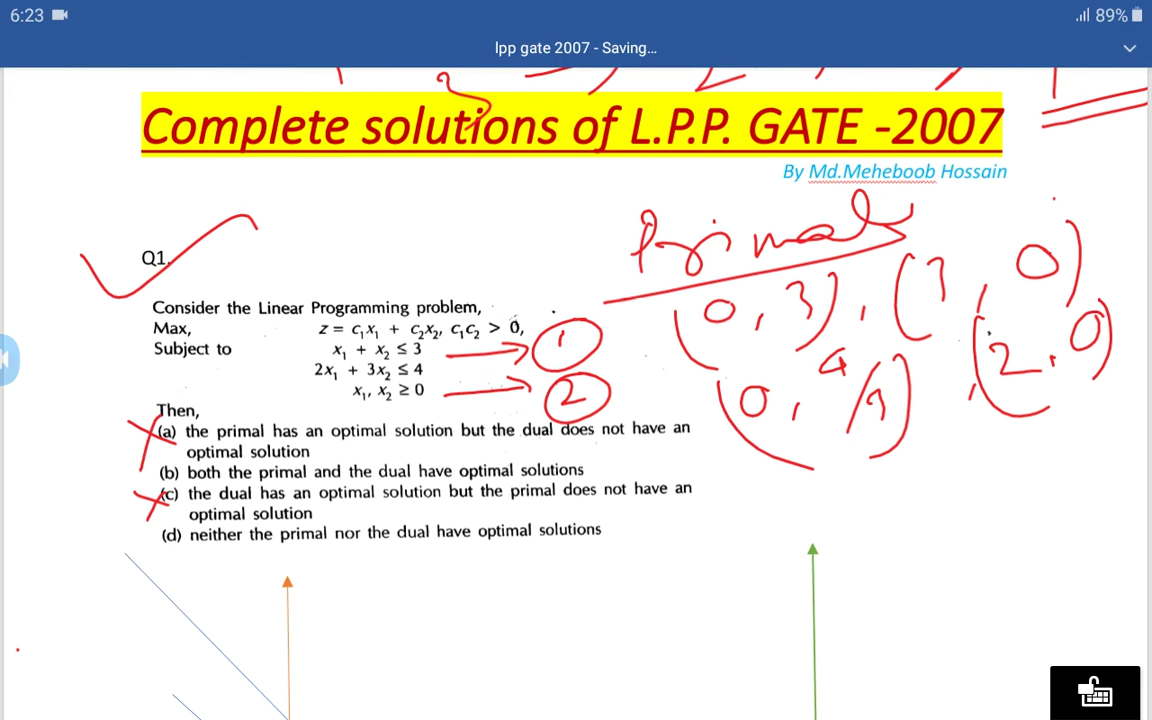 6:23
89%
lpp gate 2007 - Saving...
Complete solutions of L.P.P. GATE -2007
By Md.Meheboob Hossain
Primal
Q1.
(0, 3), (3, 0)
Consider the Linear Programming problem,
Max, z = c₁x₁ + c₂x₂, c₁c₂ > 0,
Subject to x₁ + x₂ ≤ 3 → 1
2x₁ + 3x₂ ≤ 4
x₁, x₂ ≥ 0 → 2
(0, 4/3), (2, 0)
Then,
(a) the primal has an optimal solution but the dual does not have an
optimal solution
(b) both the primal and the dual have optimal solutions
(c) the dual has an optimal solution but the primal does not have an
optimal solution
(d) neither the primal nor the dual have optimal solutions